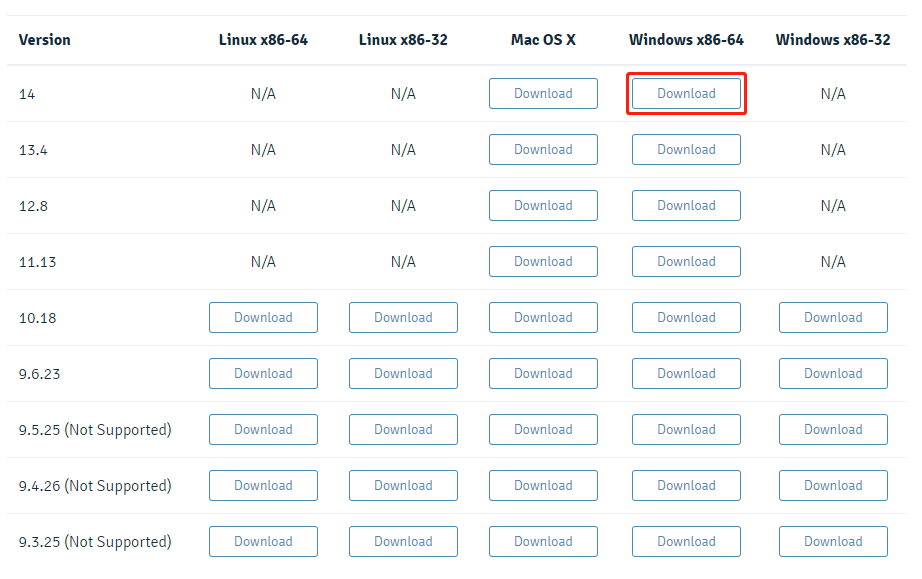 Version Linux x86-64 Linux x86-32 Mac OS X Windows x86-64 Windows x86-32
14 N/A N/A Download Download N/A
13.4 N/A N/A Download Download N/A
12.8 N/A N/A Download Download N/A
11.13 N/A N/A Download Download N/A
10.18 Download Download Download Download Download
9.6.23 Download Download Download Download Download
9.5.25 (Not Supported) Download Download Download Download Download
9.4.26 (Not Supported) Download Download Download Download Download
9.3.25 (Not Supported) Download Download Download Download Download